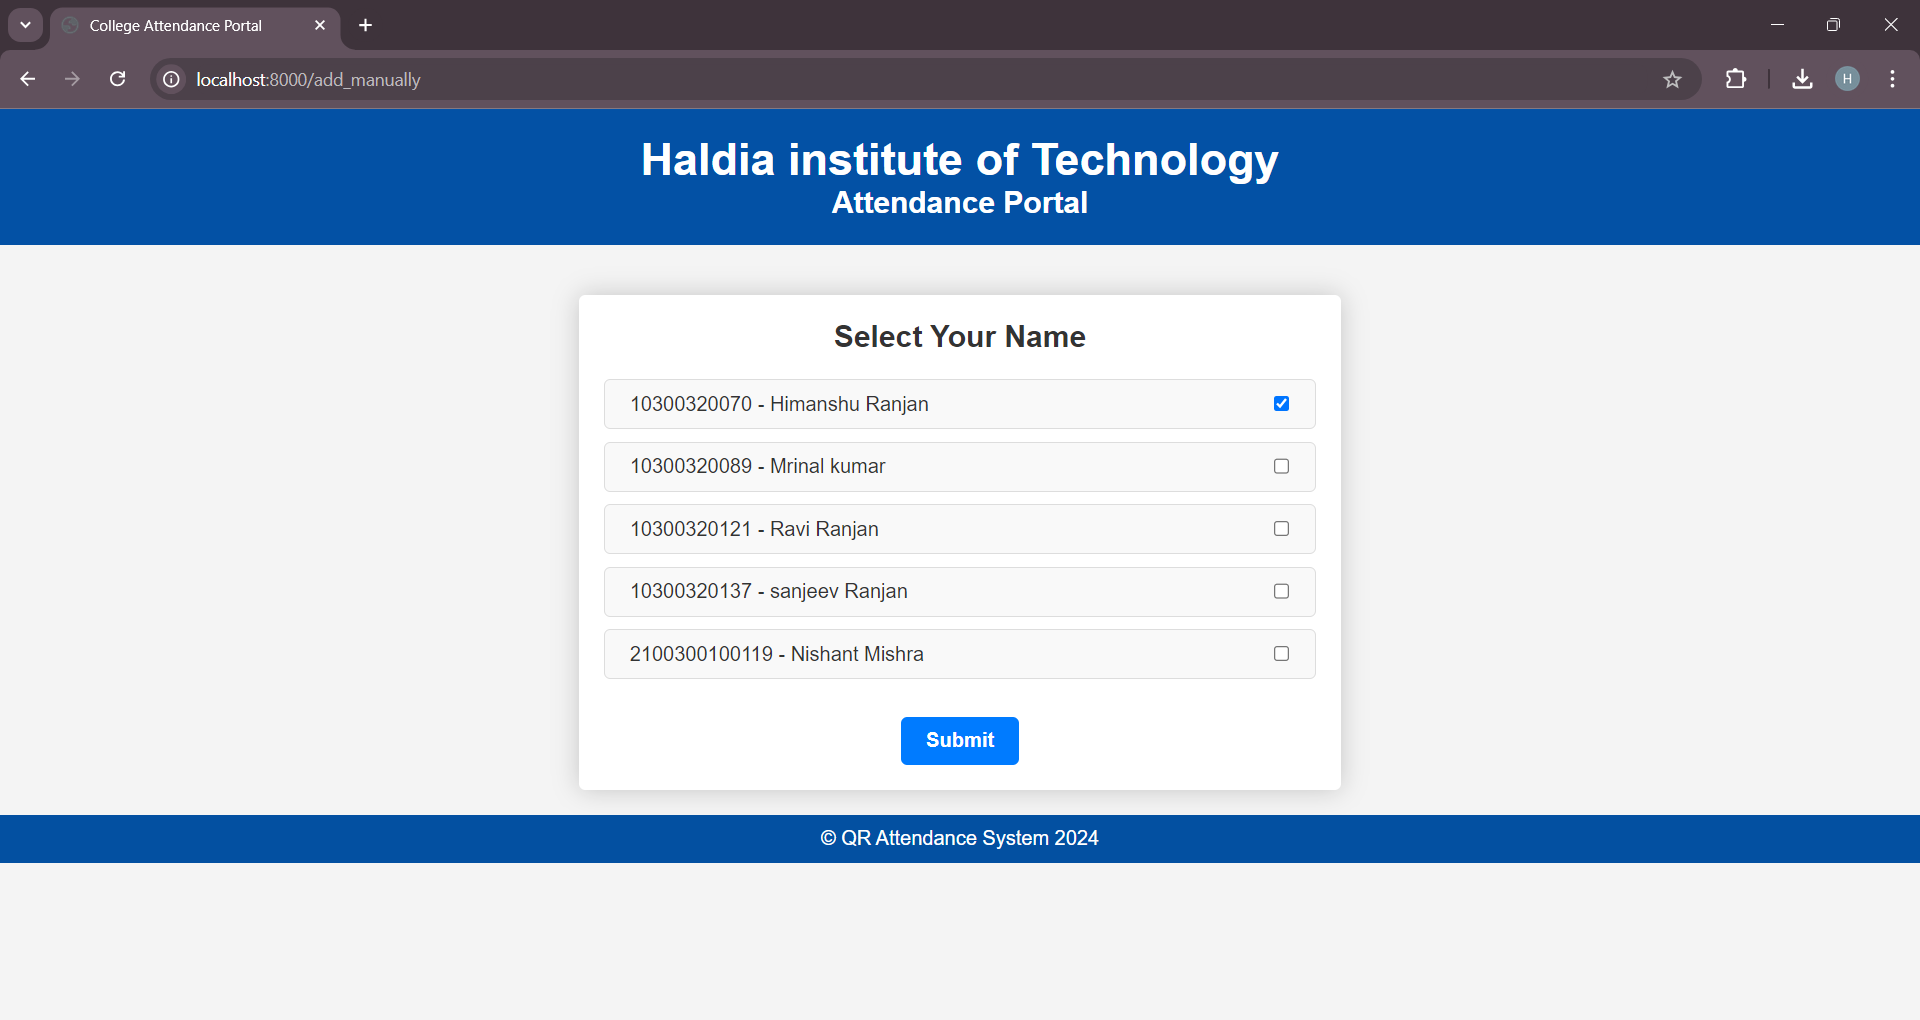 College Attendance Portal
localhost:8000/add_manually
H
Haldia institute of Technology
Attendance Portal
Select Your Name
10300320070 - Himanshu Ranjan
10300320089 - Mrinal kumar
10300320121 - Ravi Ranjan
10300320137 - sanjeev Ranjan
2100300100119 - Nishant Mishra
Submit
© QR Attendance System 2024